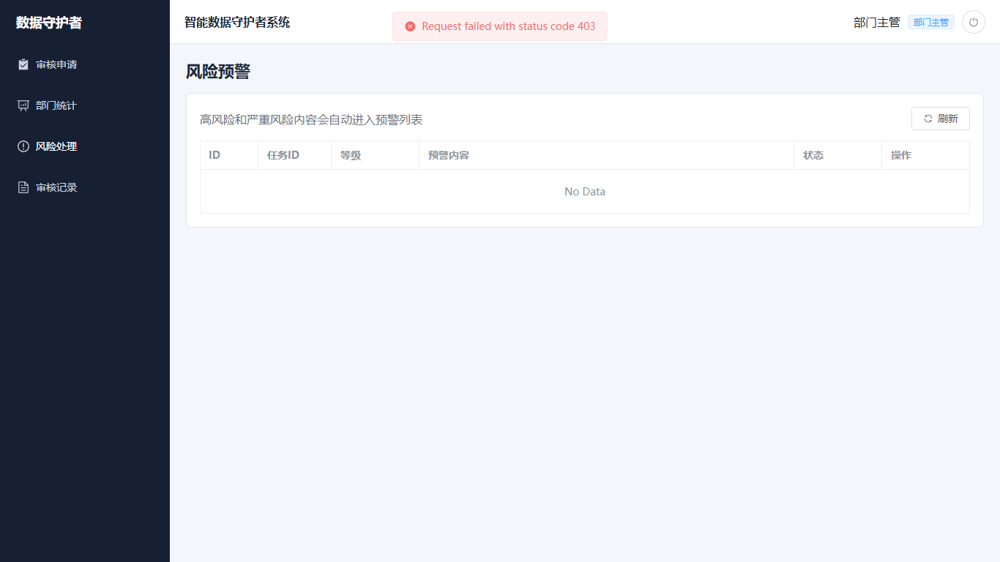 数据守护者
审核申请
部门统计
风险处理
审核记录
智能数据守护者系统
Request failed with status code 403
部门主管
部门主管
风险预警
高风险和严重风险内容会自动进入预警列表
刷新
ID 任务ID 等级 预警内容 状态 操作
No Data